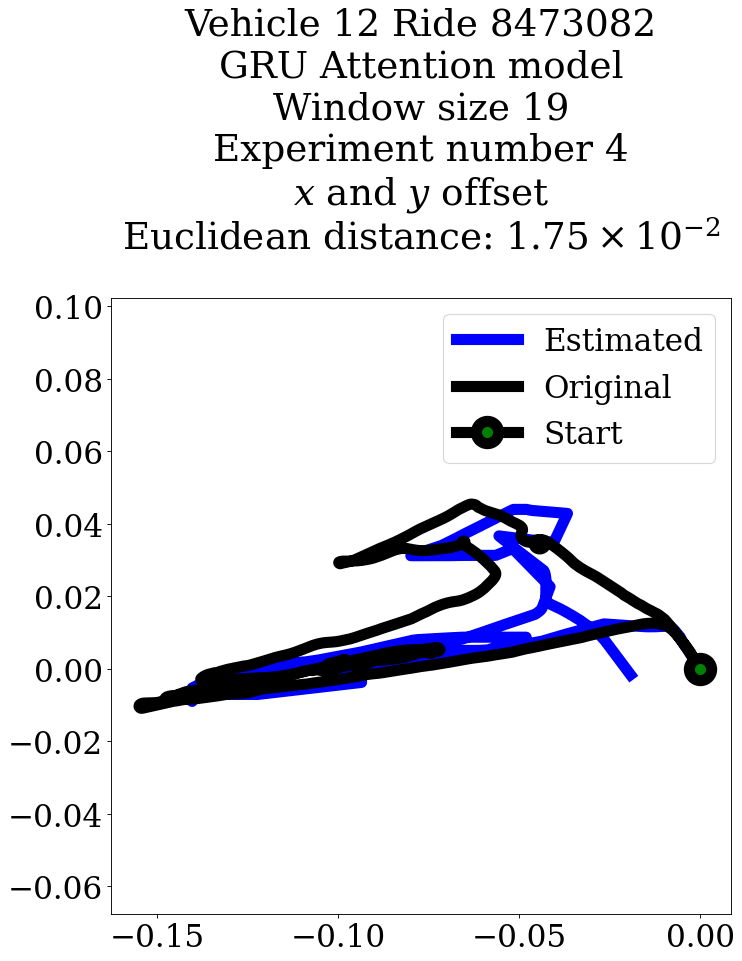 Vehicle 12 Ride 8473082
GRU Attention model
Window size 19
Experiment number 4
x and y offset
Euclidean distance: 1.75 × 10⁻²
Estimated
Original
Start
0.10
0.08
0.06
0.04
0.02
0.00
−0.02
−0.04
−0.06
−0.15
−0.10
−0.05
0.00